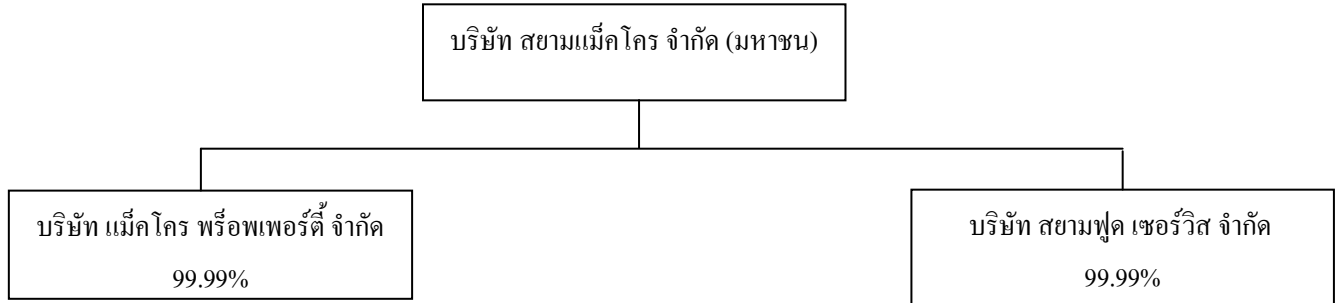 บริษัท สยามแม็คโคร จำกัด (มหาชน)
บริษัท แม็คโคร พร็อพเพอร์ตี้ จำกัด
99.99%
บริษัท สยามฟูด เซอร์วิส จำกัด
99.99%